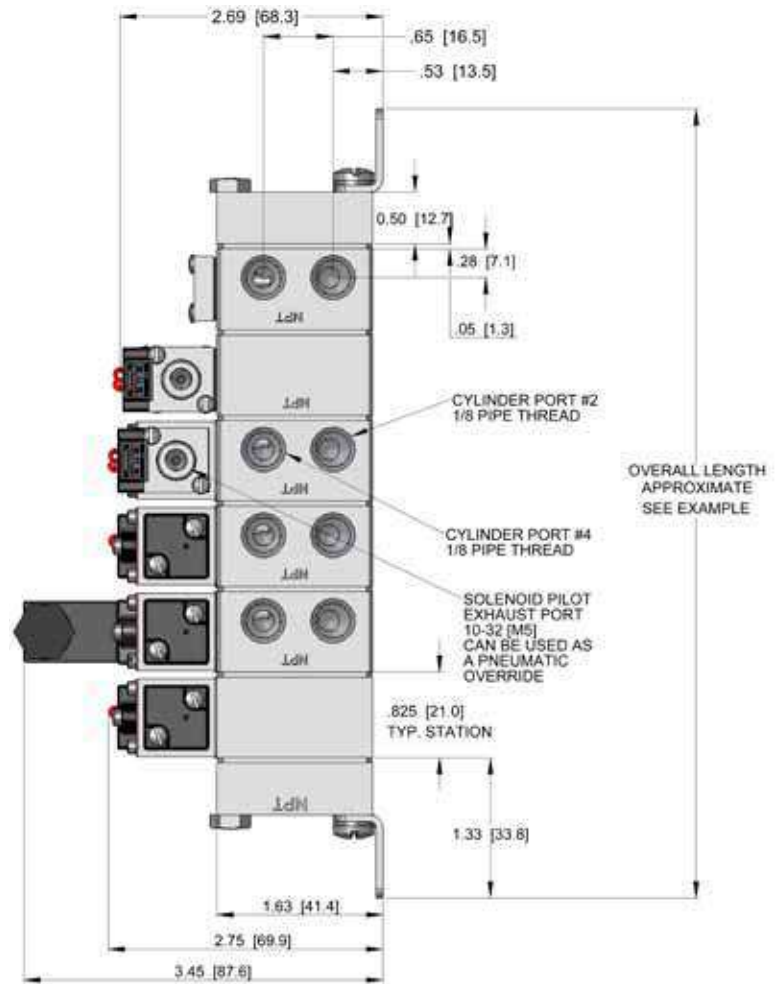 2.69 [68.3]
.65 [16.5]
.53 [13.5]
0.50 [12.7]
.28 [7.1]
.05 [1.3]
NPT
NPT
CYLINDER PORT #2
1/8 PIPE THREAD
NPT
OVERALL LENGTH
APPROXIMATE
SEE EXAMPLE
CYLINDER PORT #4
1/8 PIPE THREAD
NPT
SOLENOID PILOT
EXHAUST PORT
10-32 [M5]
CAN BE USED AS
A PNEUMATIC
OVERRIDE
NPT
.825 [21.0]
TYP. STATION
NPT
1.33 [33.8]
1.63 [41.4]
2.75 [69.9]
3.45 [87.6]